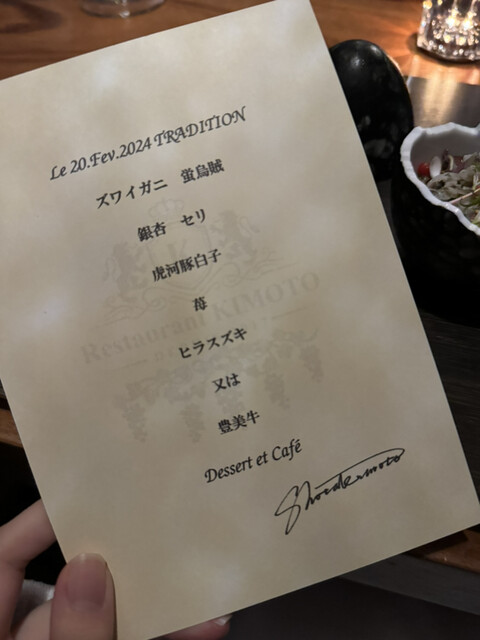 Le 20.Fev.2024 TRADITION
ズワイガニ 蛍烏賊
銀杏 セリ
虎河豚白子
苺
Restaurant KIMOTO
ヒラスズキ
又は
豊美牛
Dessert et Café